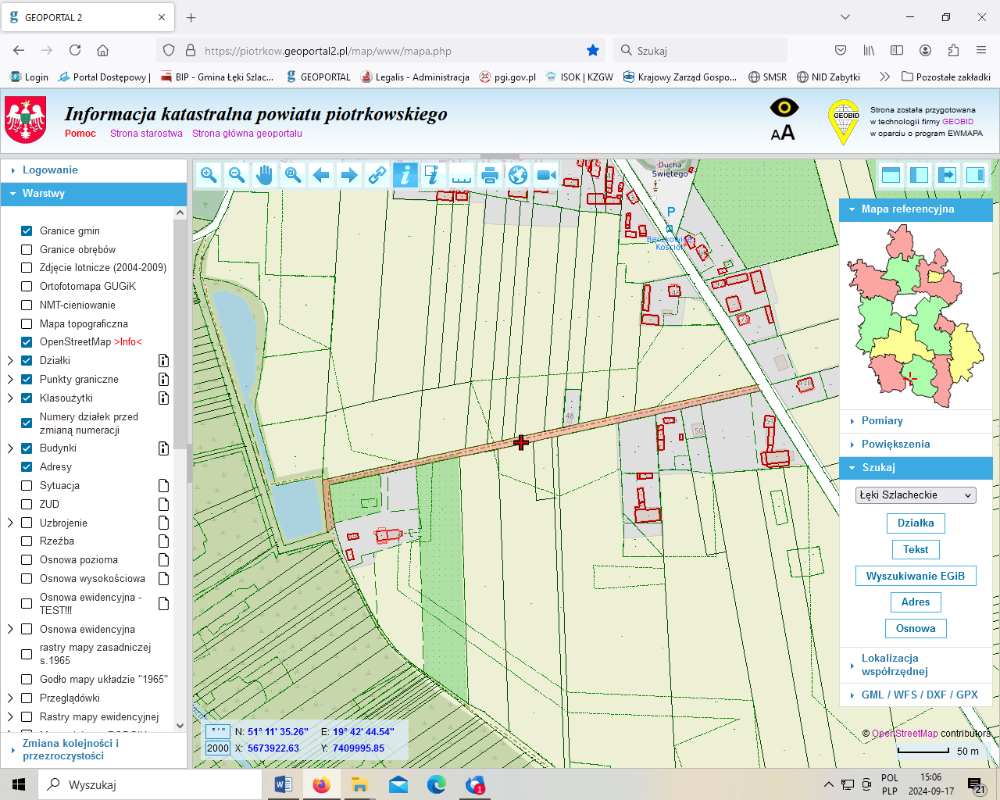 GEOPORTAL 2
https://piotrkow.geoportal2.pl/map/www/mapa.php
Szukaj
Login
Portal Dostępowy |
BIP - Gmina Łęki Szlac...
GEOPORTAL
Legalis - Administracja
pgi.gov.pl
ISOK | KZGW
Krajowy Zarząd Gospo...
SMSR
NID Zabytki
Pozostałe zakładki
Informacja katastralna powiatu piotrkowskiego
Pomoc Strona starostwa Strona główna geoportalu
AA
GEOBID
Strona została przygotowana
w technologii firmy GEOBID
w oparciu o program EWMAPA
Logowanie
Warstwy
Granice gmin
Granice obrębów
Zdjęcie lotnicze (2004-2009)
Ortofotomapa GUGiK
NMT-cieniowanie
Mapa topograficzna
OpenStreetMap >Info<
Działki
Punkty graniczne
Klasoużytki
Numery działek przed
zmianą numeracji
Budynki
Adresy
Sytuacja
ZUD
Uzbrojenie
Rzeźba
Osnowa pozioma
Osnowa wysokościowa
Osnowa ewidencyjna -
TEST!!!
Osnowa ewidencyjna
rastry mapy zasadniczej
s.1965
Godło mapy układzie "1965"
Przeglądówki
Rastry mapy ewidencyjnej
Zmiana kolejności i
przezroczystości
Ducha
Świętego
P
Kościół
46
48
50
51
Mapa referencyjna
Pomiary
Powiększenia
Szukaj
Łęki Szlacheckie
Działka
Tekst
Wyszukiwanie EGiB
Adres
Osnowa
Lokalizacja
współrzędnej
GML / WFS / DXF / GPX
© OpenStreetMap contributors
50 m
° ' "
N: 51° 11' 35.26" E: 19° 42' 44.54"
2000
X: 5673922.63 Y: 7409995.85
Wyszukaj
1
POL
PLP
15:06
2024-09-17
21